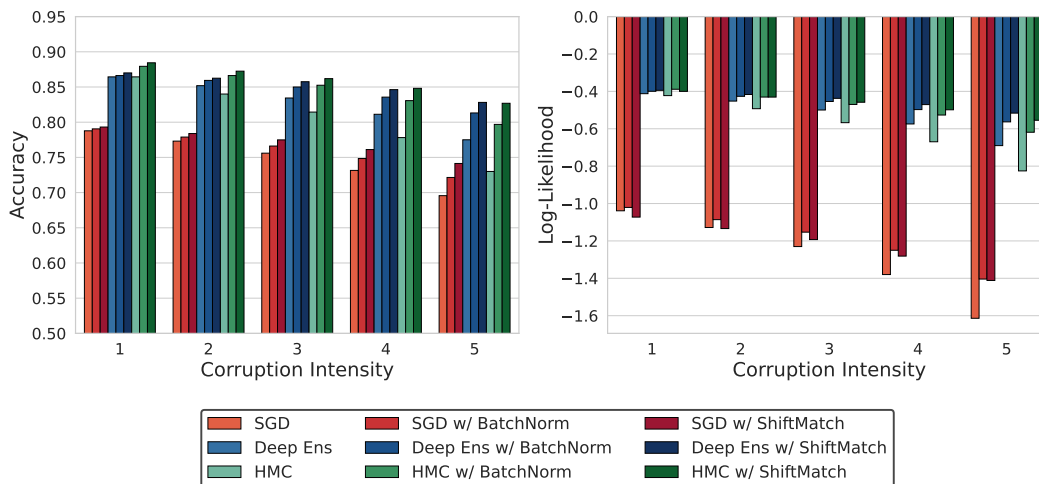 0.95
0.90
0.85
0.80
0.75
0.70
0.65
0.60
0.55
0.50
Accuracy
1 2 3 4 5
Corruption Intensity
0.0
−0.2
−0.4
−0.6
−0.8
−1.0
−1.2
−1.4
−1.6
Log-Likelihood
1 2 3 4 5
Corruption Intensity
SGD SGD w/ BatchNorm SGD w/ ShiftMatch
Deep Ens Deep Ens w/ BatchNorm Deep Ens w/ ShiftMatch
HMC HMC w/ BatchNorm HMC w/ ShiftMatch